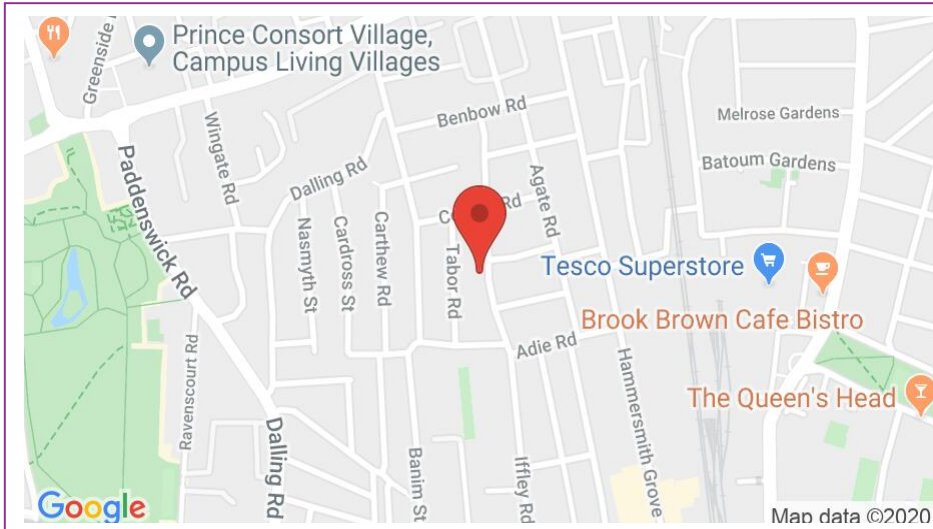 Prince Consort Village,
Campus Living Villages
Greenside
Wingate Rd
Benbow Rd
Melrose Gardens
Batoum Gardens
Paddenswick Rd
Dalling Rd
Agate Rd
Rd
Nasmyth St
Cardross St
Carthew Rd
Tabor Rd
Tesco Superstore
Brook Brown Cafe Bistro
Adie Rd
Ravenscourt Rd
Hammersmith Grove
The Queen's Head
Dalling Rd
Banim St
Iffley Rd
Google
Map data ©2020